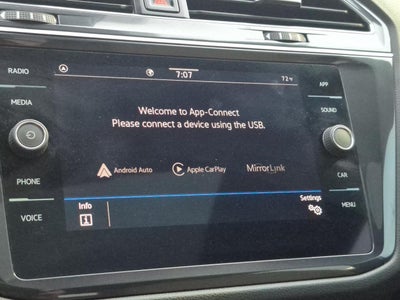 RADIO
MEDIA
PHONE
VOICE
7:07
72°F
Welcome to App-Connect
Please connect a device using the USB.
Android Auto
Apple CarPlay
MirrorLink
Info
Settings
APP
SOUND
CAR
MENU